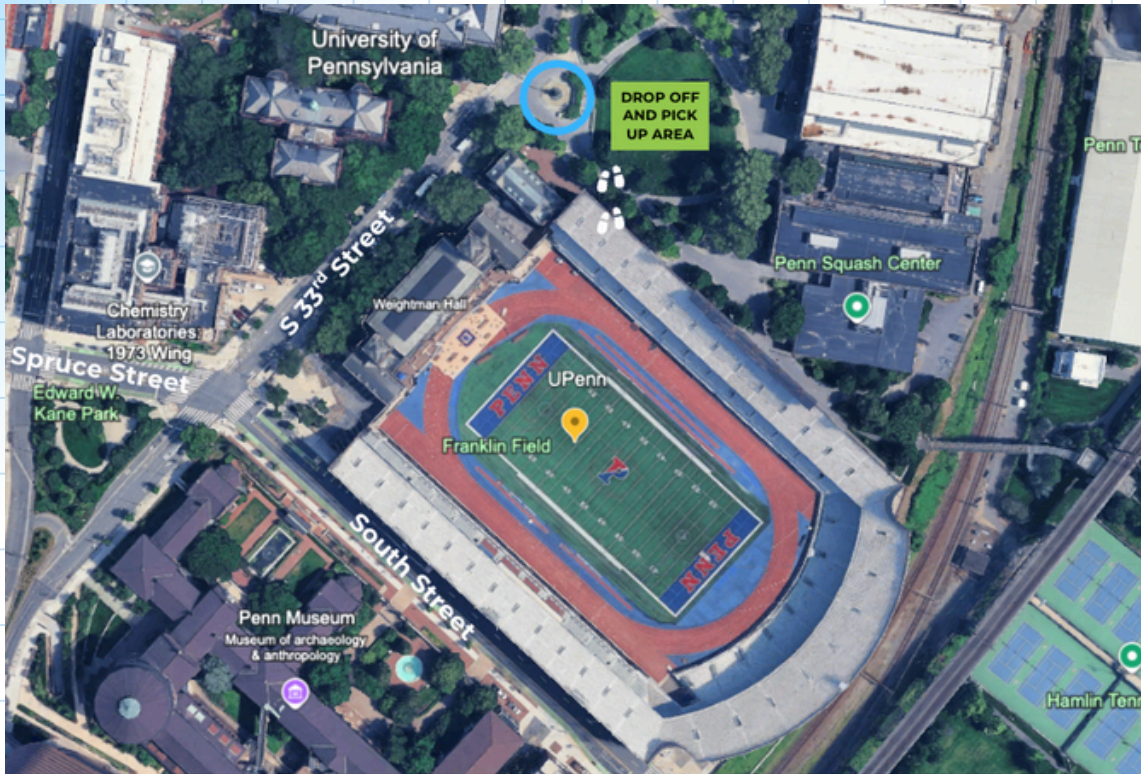 University of
Pennsylvania
DROP OFF
AND PICK
UP AREA
Penn T
S 33rd Street
Penn Squash Center
Weightman Hall
Chemistry
Laboratories:
1973 Wing
Spruce Street
Edward W.
Kane Park
PENN
UPenn
Franklin Field
P
PENN
South Street
Penn Museum
Museum of archaeology
& anthropology
Hamlin Tenn